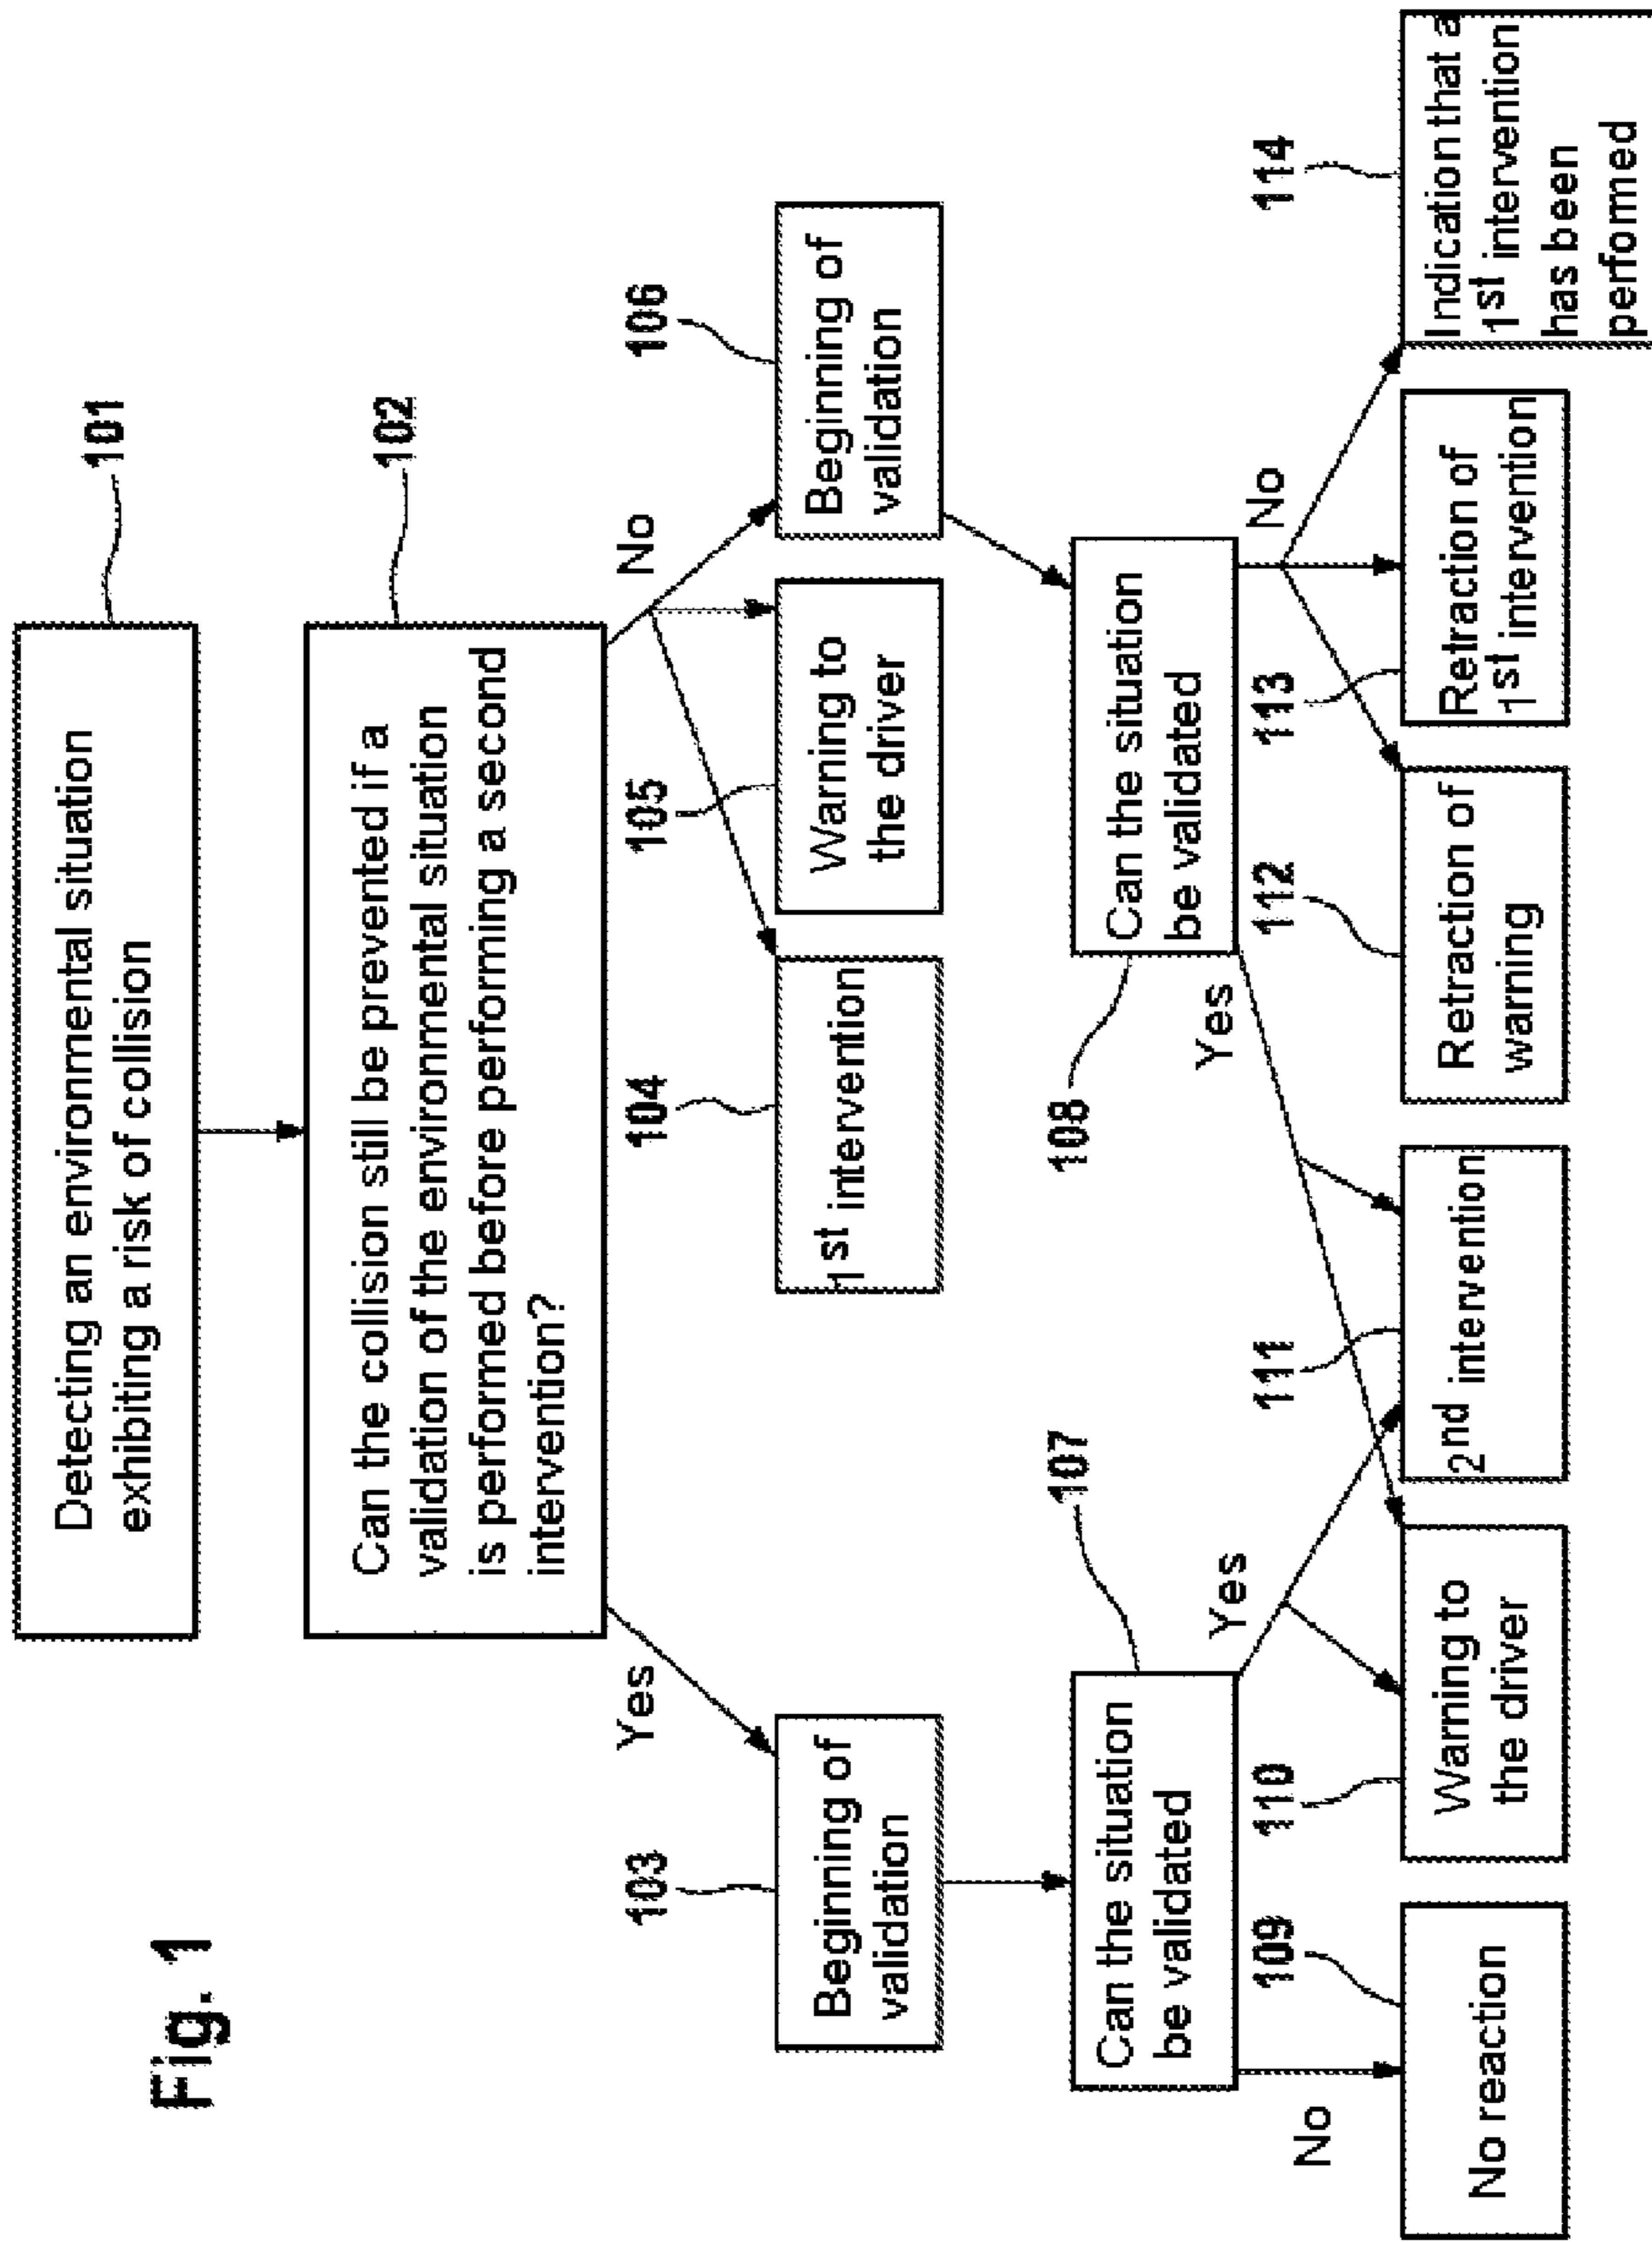 Fig. 1
Detecting an environmental situation
exhibiting a risk of collision
101
Can the collision still be prevented if a
validation of the environmental situation
is performed before performing a second
intervention?
102
Yes
No
103
Beginning of
validation
104
1st intervention
105
Warning to
the driver
106
Beginning of
validation
Can the situation
be validated
107
108
Can the situation
be validated
No
Yes
Yes
No
109
No reaction
110
Warning to
the driver
111
2nd intervention
112
Retraction of
warning
113
Retraction of
1st intervention
114
Indication that a
1st intervention
has been
perfomed